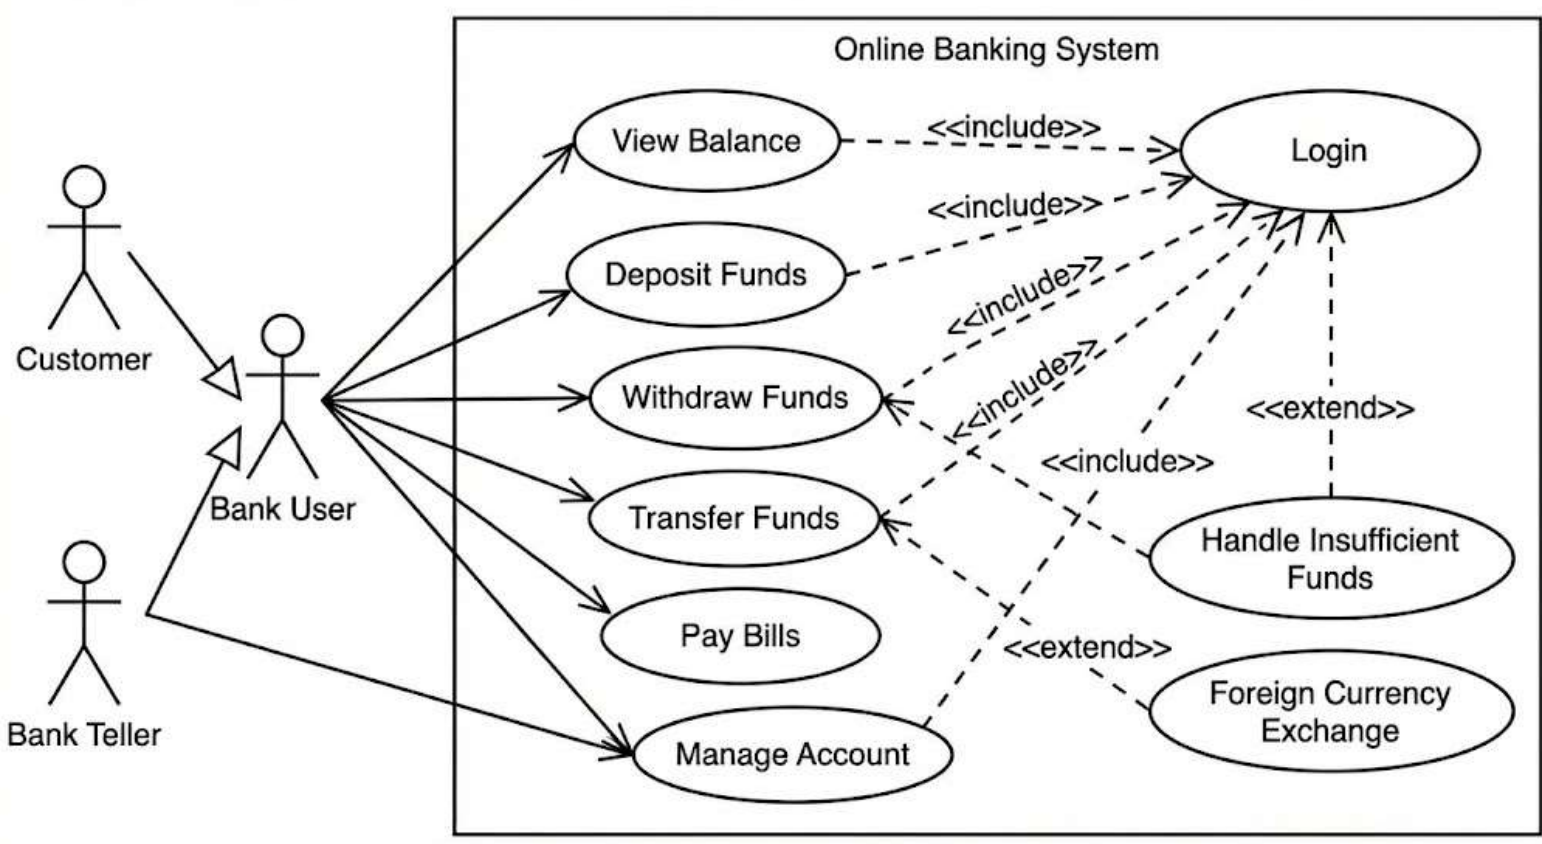 Online Banking System
View Balance
<<include>>
Login
<<include>>
Deposit Funds
<<include>>
Customer
Withdraw Funds
<<include>>
<<extend>>
<<include>>
Bank User
Transfer Funds
Handle Insufficient
Funds
Pay Bills
<<extend>>
Foreign Currency
Exchange
Bank Teller
Manage Account